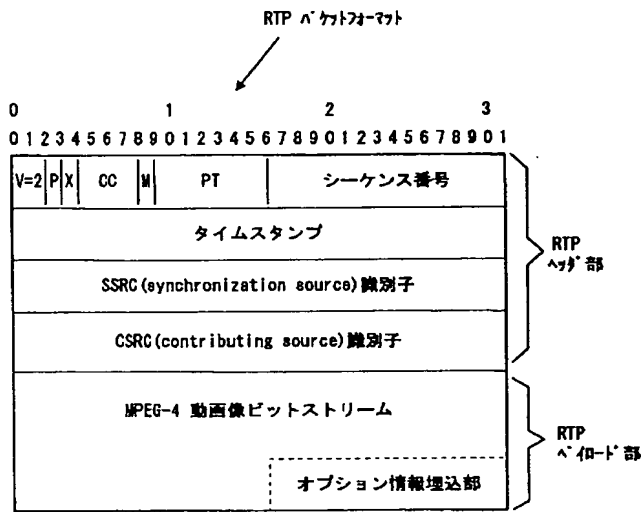 RTP パケットフォーマット
0 1 2 3
0 1 2 3 4 5 6 7 8 9 0 1 2 3 4 5 6 7 8 9 0 1 2 3 4 5 6 7 8 9 0 1
V=2 P X CC M PT シーケンス番号
タイムスタンプ
SSRC(synchronization source)識別子
CSRC(contributing source)識別子
RTP
ヘッダ部
MPEG-4 動画像ビットストリーム
オプション情報埋込部
RTP
ペイロード部